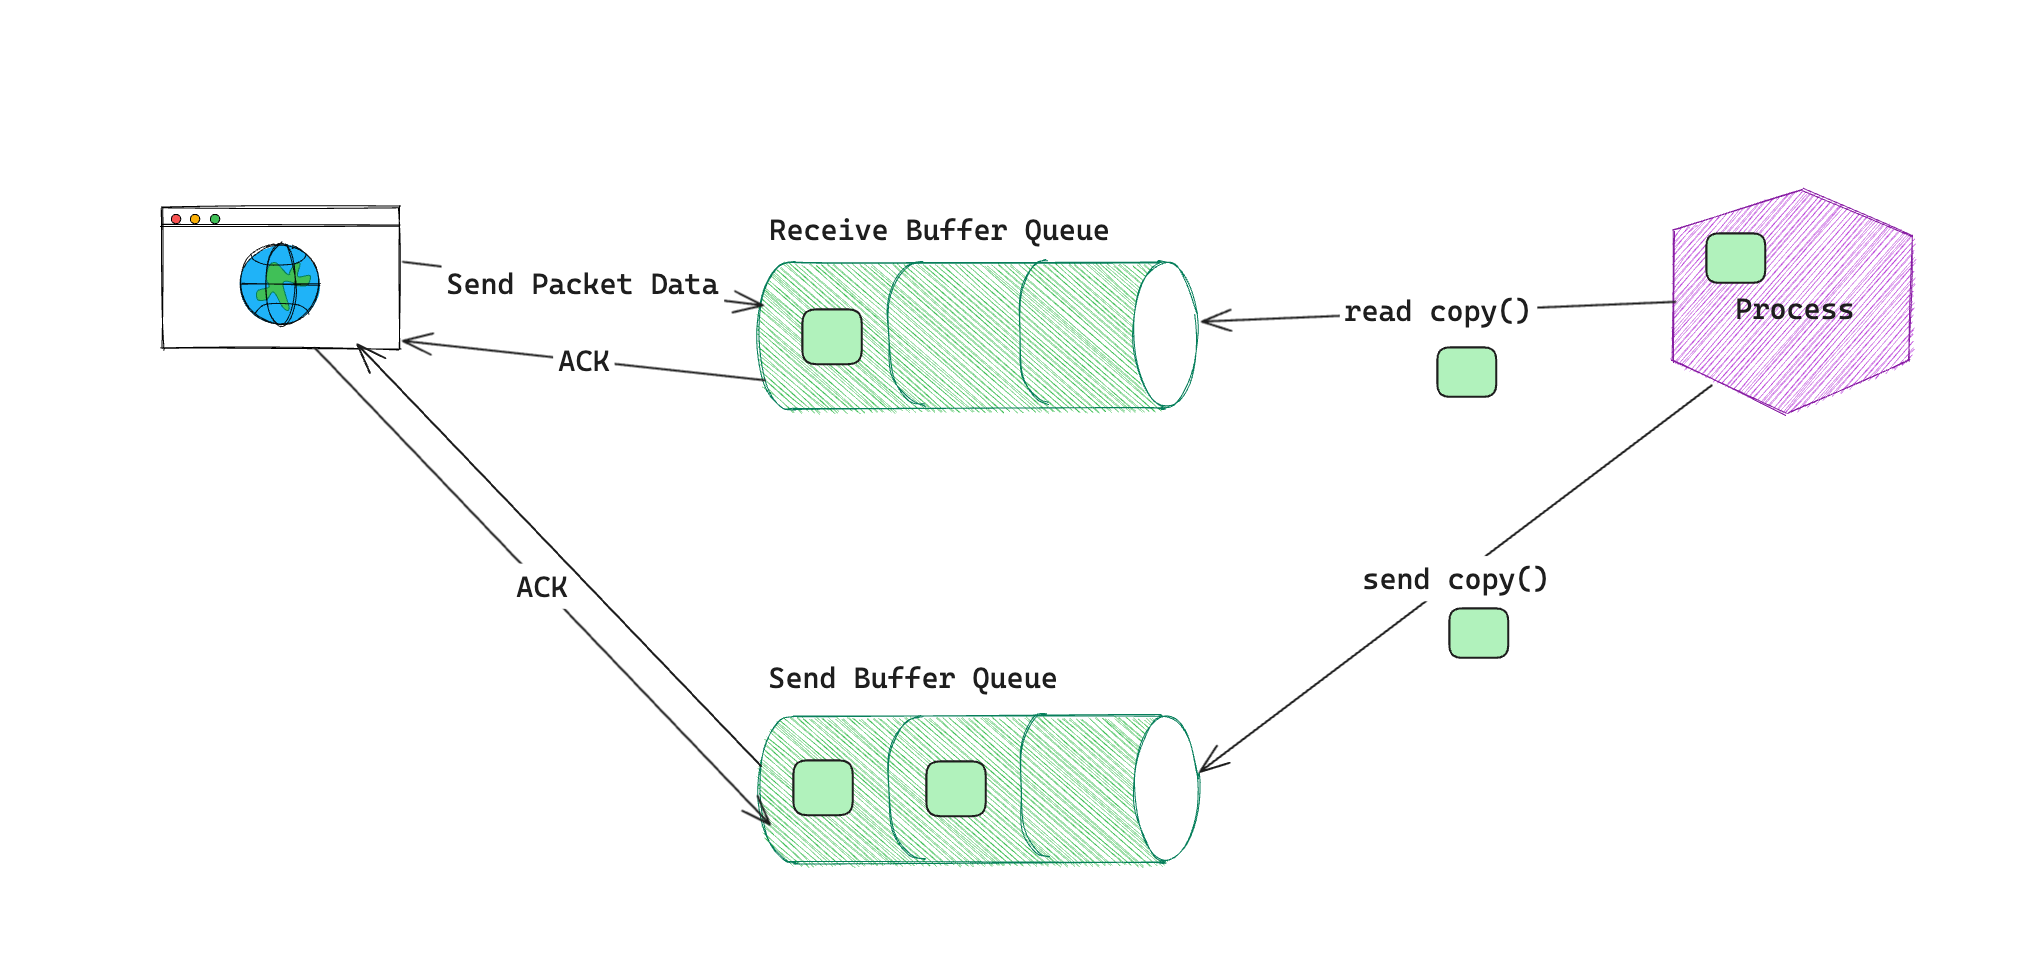 Receive Buffer Queue
Send Packet Data
read copy()
Process
ACK
send copy()
ACK
Send Buffer Queue